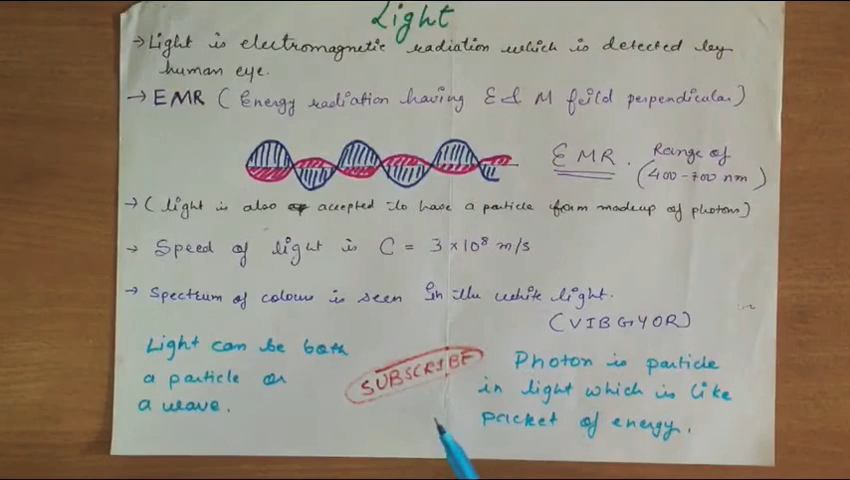 Light
→ Light is electromagnetic radiation which is detected by
human eye.
→ EMR ( Energy radiation having E & M feild perpendicular)
EMR. Range of
(400-700 nm)
→ (light is also accepted to have a particle form madeup of photons)
→ Speed of light is C = 3 × 10⁸ m/s
→ Spectrum of colours is seen in the white light.
(VIBGYOR)
Light can be both
a particle or
a wave.
SUBSCRIBE
Photon is particle
in light which is like
packet of energy.